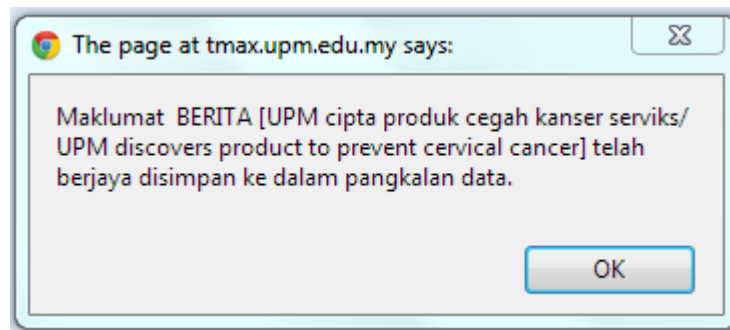 The page at tmax.upm.edu.my says:
Maklumat  BERITA [UPM cipta produk cegah kanser serviks/
UPM discovers product to prevent cervical cancer] telah
berjaya disimpan ke dalam pangkalan data.
OK